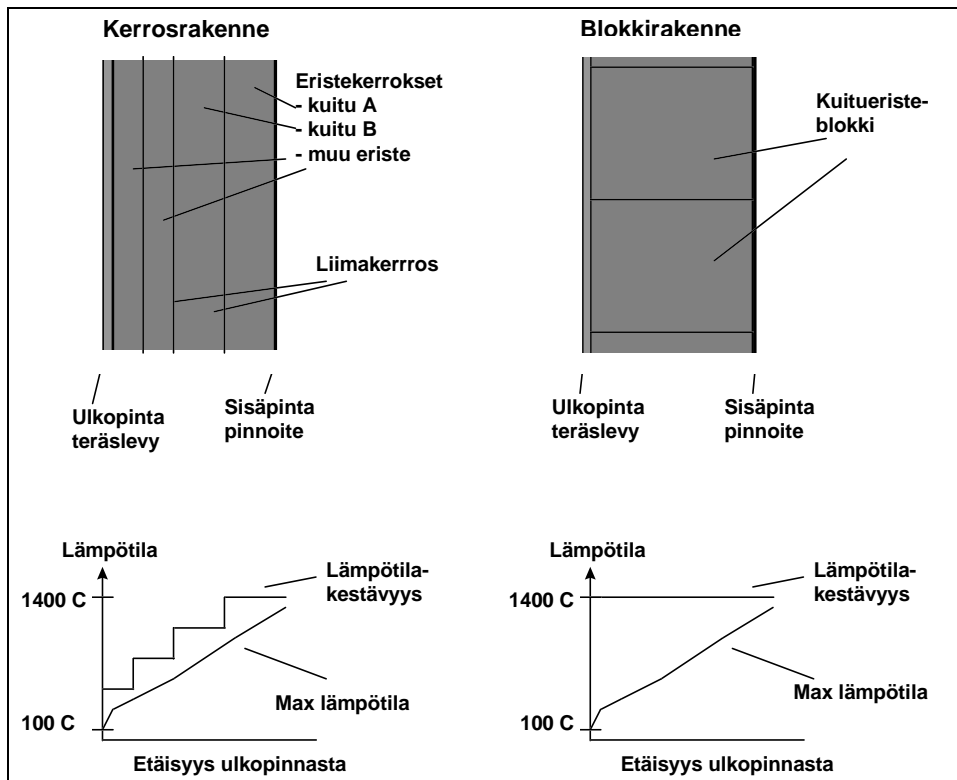 Kerrosrakenne
Eristekerrokset
- kuitu A
- kuitu B
- muu eriste
Liimakerrros
Ulkopinta
teräslevy
Sisäpinta
pinnoite
Blokkirakenne
Kuitueriste-
blokki
Ulkopinta
teräslevy
Sisäpinta
pinnoite
Lämpötila
1400 C
100 C
Lämpötila-
kestävyys
Max lämpötila
Etäisyys ulkopinnasta
Lämpötila
1400 C
100 C
Lämpötila-
kestävyys
Max lämpötila
Etäisyys ulkopinnasta